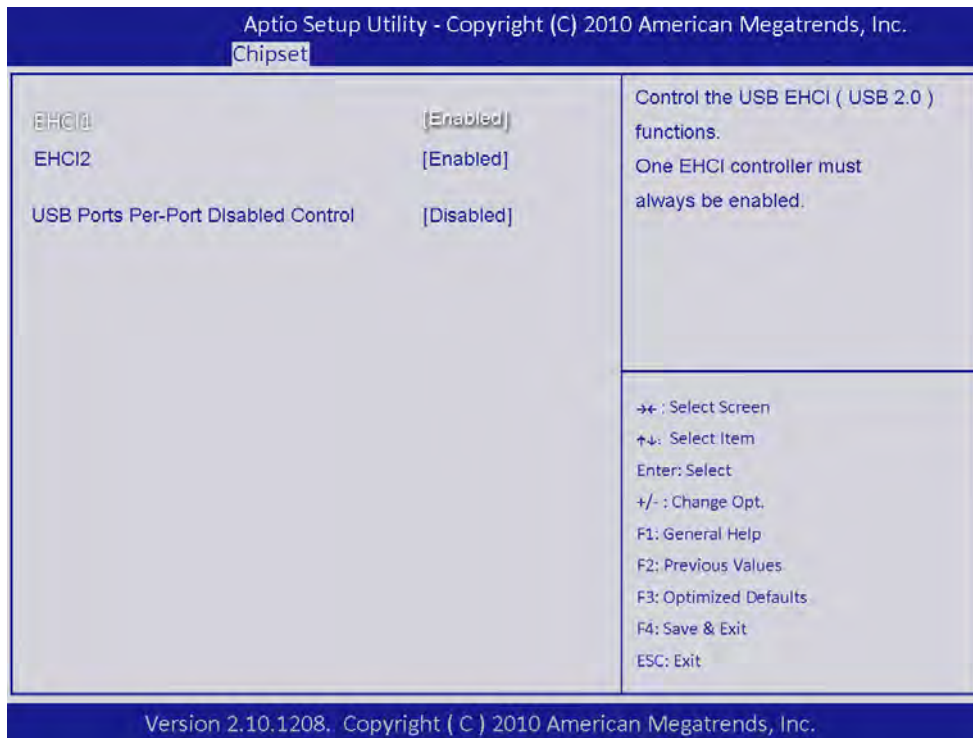 Aptio Setup Utility - Copyright (C) 2010 American Megatrends, Inc.
Chipset
EHCI1 [Enabled]
EHCI2 [Enabled]
USB Ports Per-Port Disabled Control [Disabled]
Control the USB EHCI ( USB 2.0 )
functions.
One EHCI controller must
always be enabled.
→← : Select Screen
↑↓: Select Item
Enter: Select
+/- : Change Opt.
F1: General Help
F2: Previous Values
F3: Optimized Defaults
F4: Save & Exit
ESC: Exit
Version 2.10.1208. Copyright ( C ) 2010 American Megatrends, Inc.